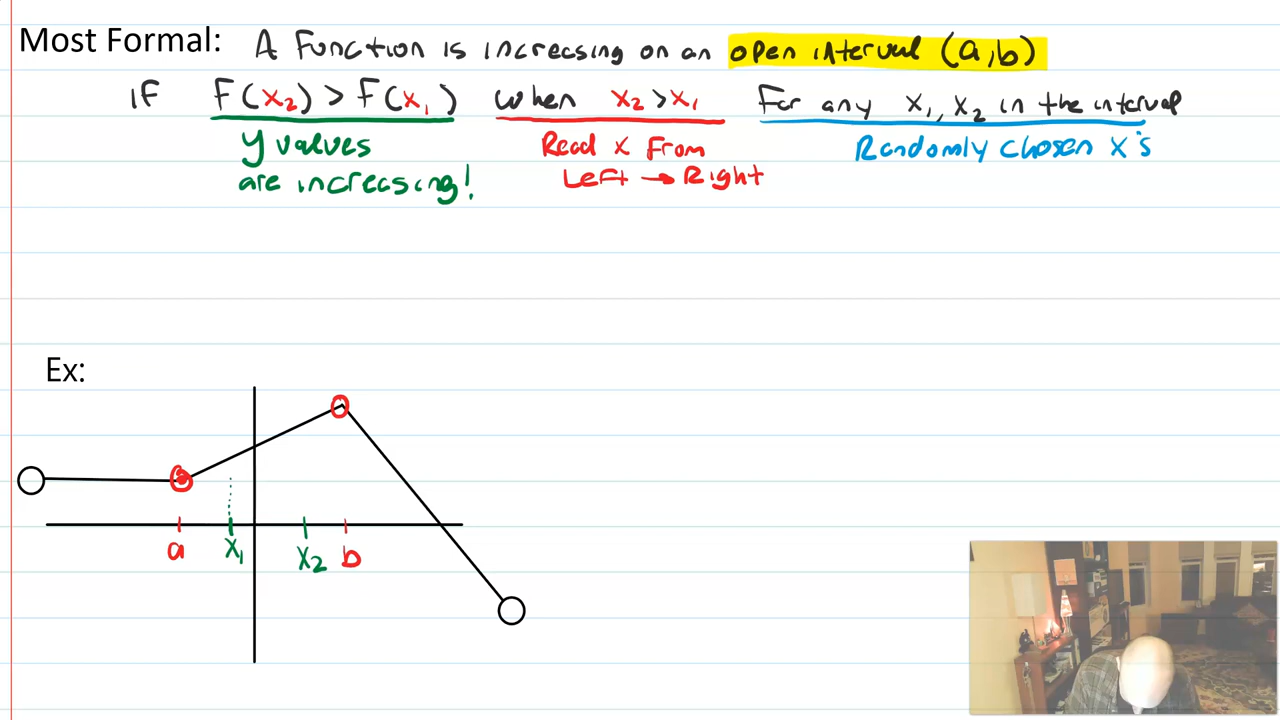 Most Formal: A Function is increasing on an open interval (a,b)
IF F(x₂) > F(x₁) when x₂ > x₁ For any x₁, x₂ in the interval
y values Read x From Randomly chosen x's
are increasing! Left → Right
Ex:
a x₁ x₂ b